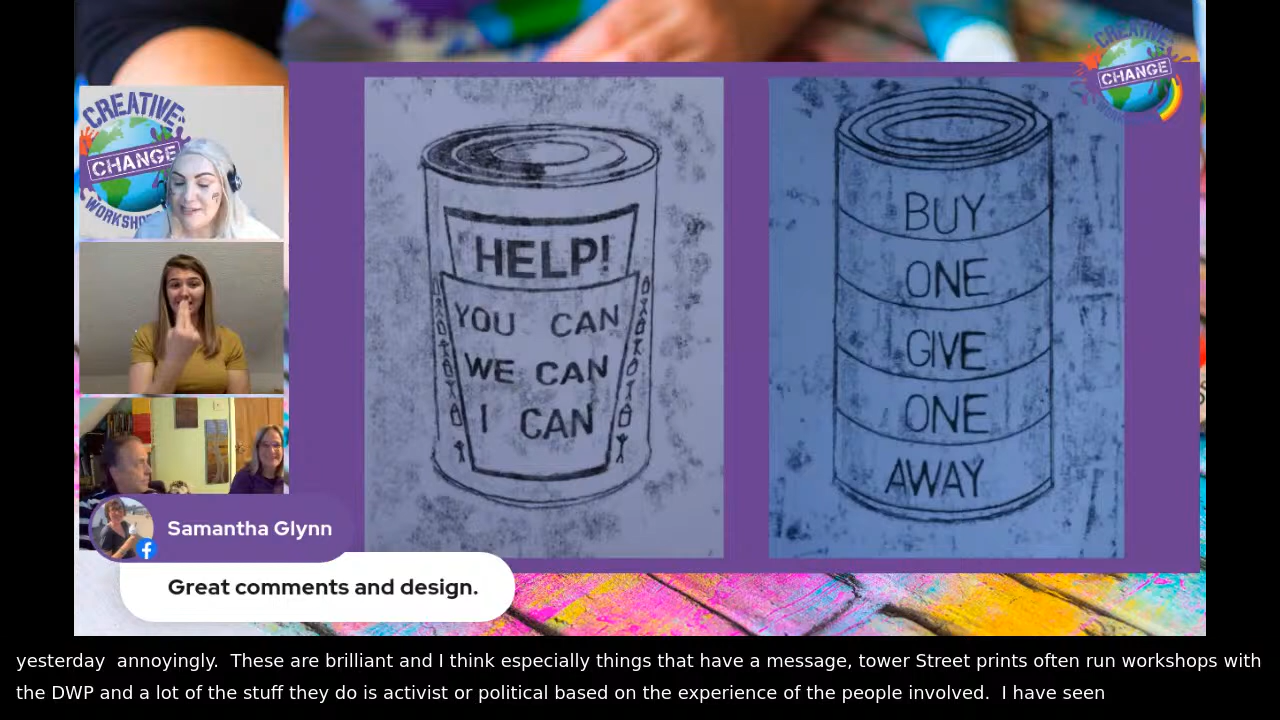 CREATIVE
CHANGE
WORKSHO
HELP!
YOU CAN
WE CAN
I CAN
BUY
ONE
GIVE
ONE
AWAY
CREATIVE
CHANGE
Samantha Glynn
Great comments and design.
yesterday annoyingly. These are brilliant and I think especially things that have a message, tower Street prints often run workshops with
the DWP and a lot of the stuff they do is activist or political based on the experience of the people involved. I have seen